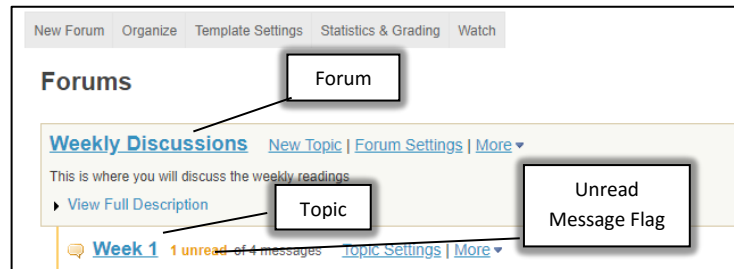 New Forum Organize Template Settings Statistics & Grading Watch
Forums
Forum
Weekly Discussions New Topic | Forum Settings | More
This is where you will discuss the weekly readings
View Full Description
Topic
Unread
Message Flag
Week 1 1 unread of 4 messages Topic Settings | More